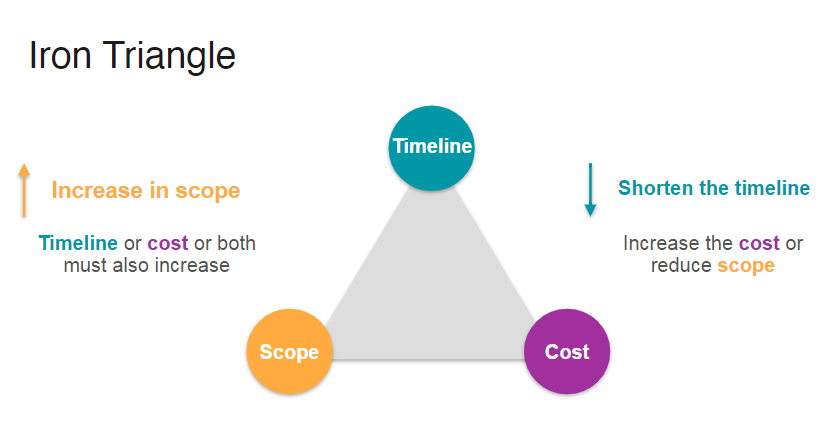 Iron Triangle
Timeline
Increase in scope
Timeline or cost or both
must also increase
Shorten the timeline
Increase the cost or
reduce scope
Scope
Cost